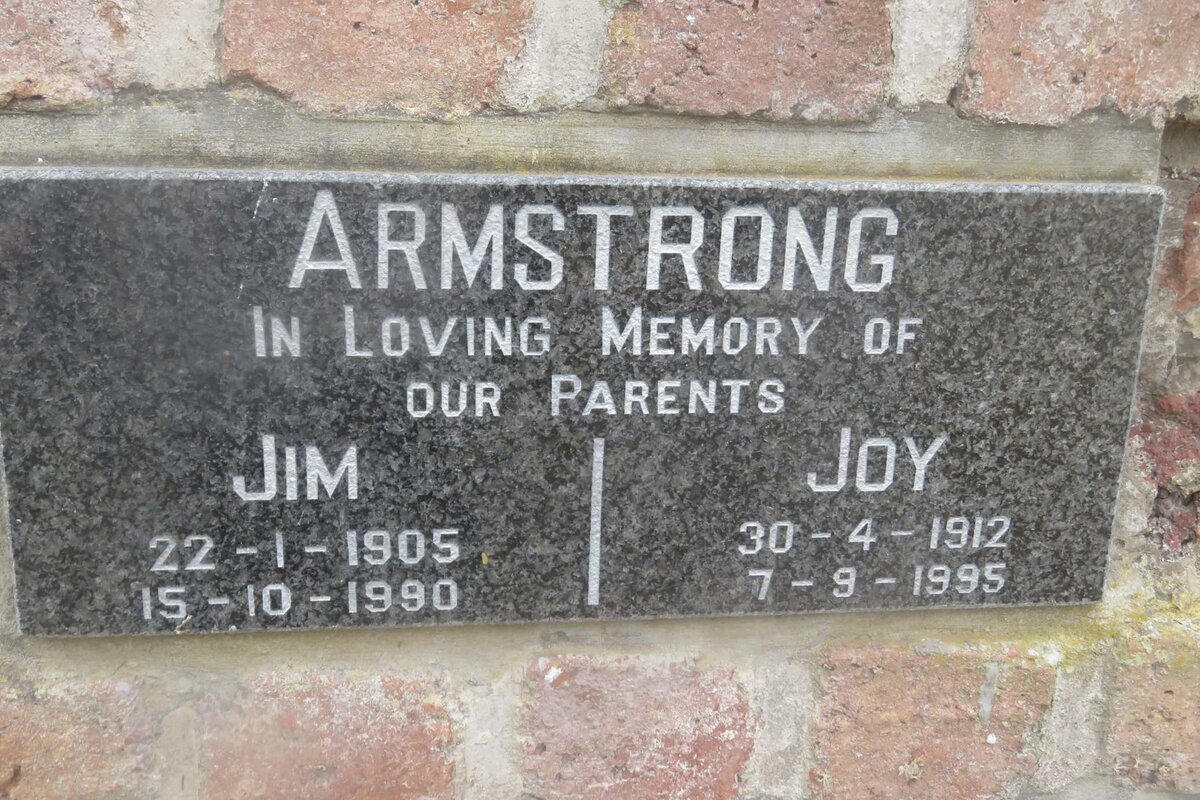 ARMSTRONG
IN LOVING MEMORY OF
OUR PARENTS
JIM
22 - 1 - 1905
15 - 10 - 1990
JOY
30 - 4 - 1912
7 - 9 - 1995